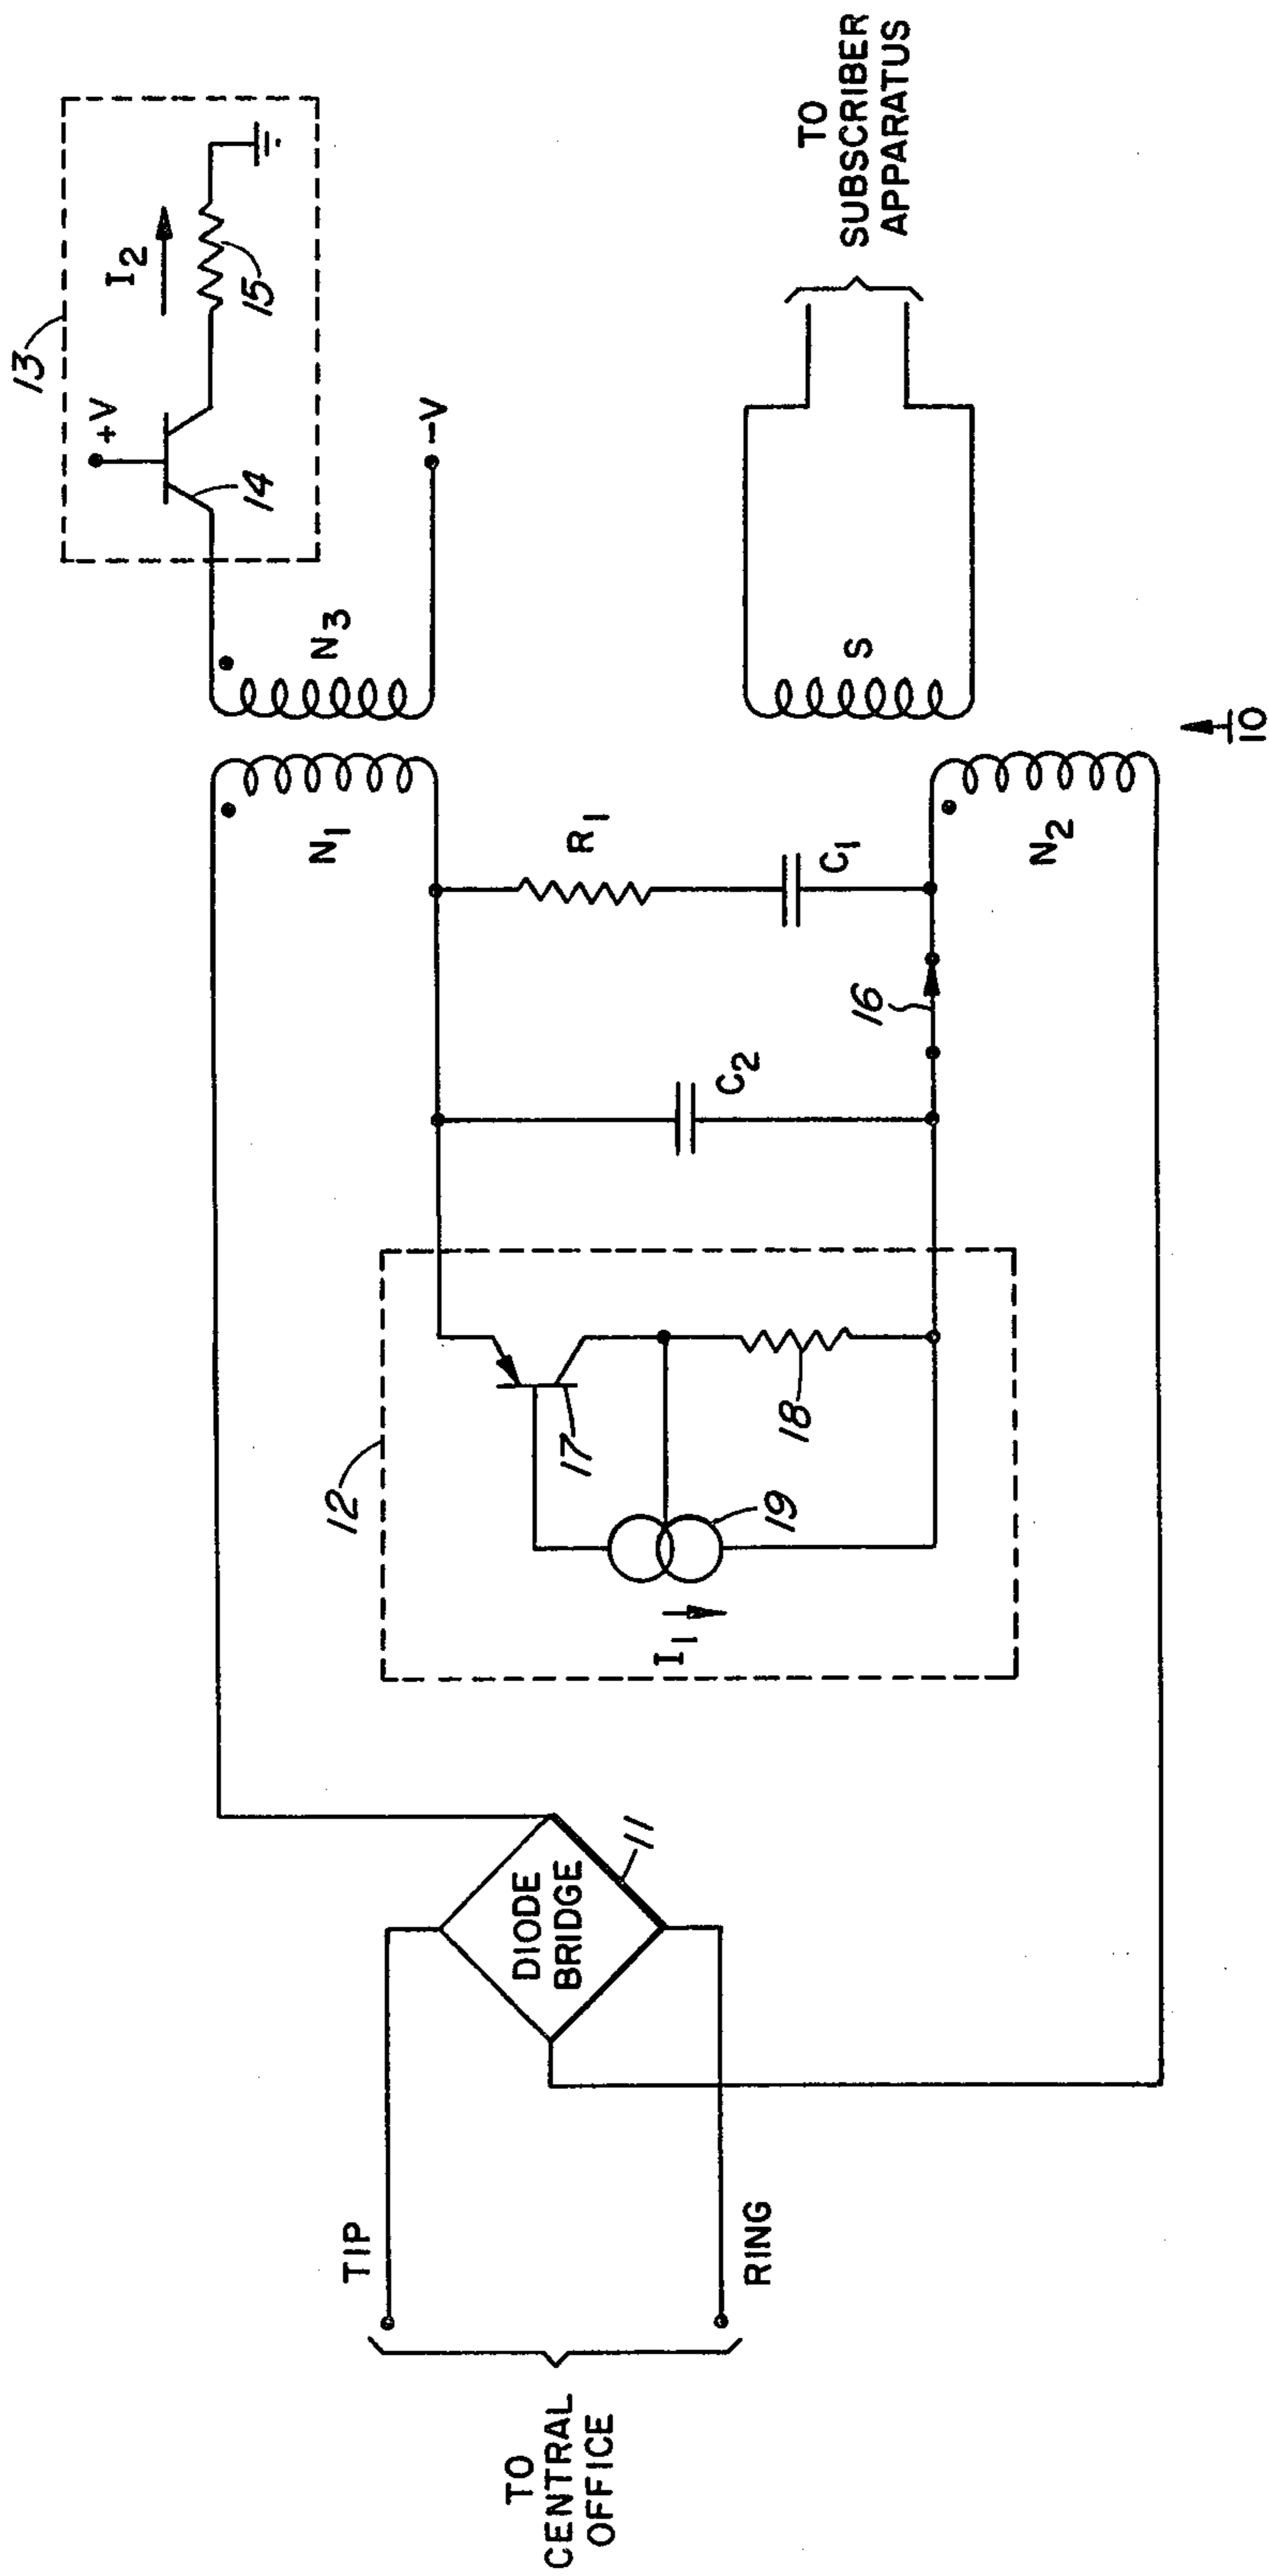 TO
CENTRAL
OFFICE
TIP
RING
DIODE
BRIDGE
11
12
I1
17
18
19
C2
16
R1
C1
N1
N2
10
N3
S
13
+V
14
I2
15
-V
TO
SUBSCRIBER
APPARATUS